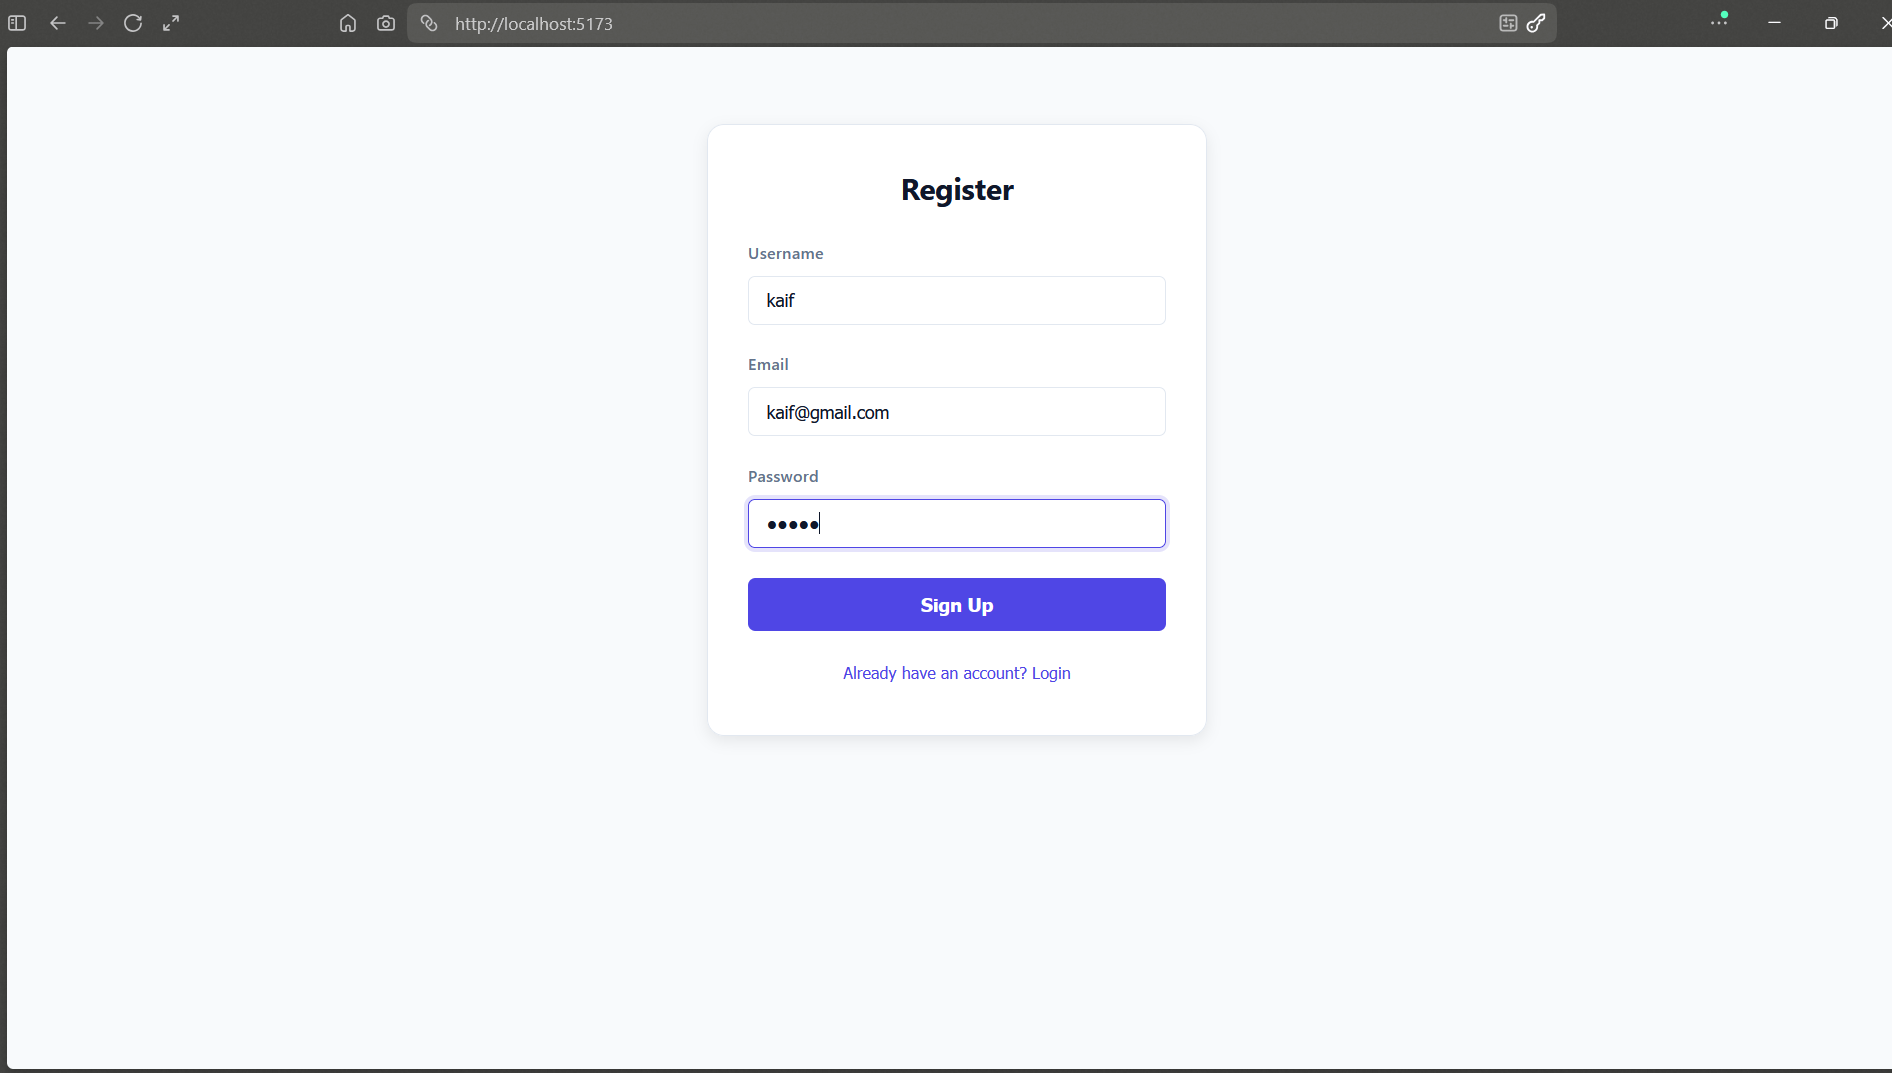 http://localhost:5173
Register
Username
kaif
Email
kaif@gmail.com
Password
•••••
Sign Up
Already have an account? Login